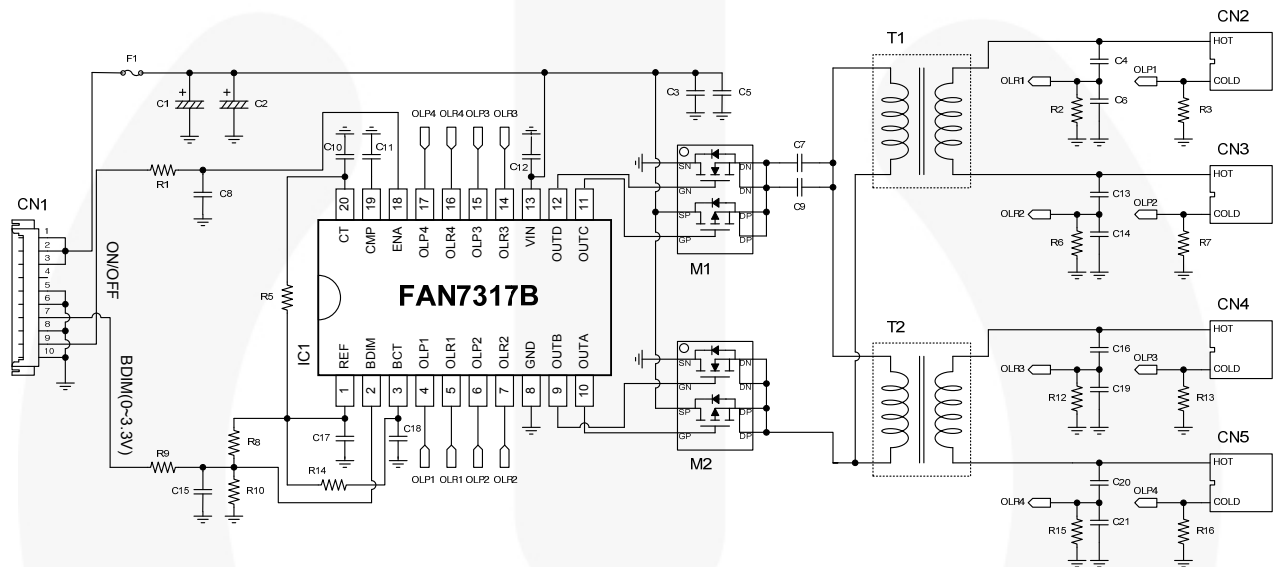 CN2
T1
HOT
F1
C4
OLR1
OLP1
COLD
C1
C2
C3
C5
R2
C6
R3
OLP4
OLR4
OLP3
OLR3
C10
C11
C12
SN
DN
GN
DN
SP
DP
GP
DP
M1
C7
C9
CN3
HOT
R1
C8
C13
OLR2
OLP2
COLD
R6
C14
R7
CN1
1
2
3
4
5
6
7
8
9
10
ON/OFF
BDIM(0~3.3V)
20
19
18
17
16
15
14
13
12
11
CT
CMP
ENA
OLP4
OLR4
OLP3
OLR3
VIN
OUTD
OUTC
R5
FAN7317B
IC1
REF
BDIM
BCT
OLP1
OLR1
OLP2
OLR2
GND
OUTB
OUTA
1
2
3
4
5
6
7
8
9
10
T2
CN4
HOT
C16
OLR3
OLP3
COLD
R12
C19
R13
SN
DN
GN
DN
SP
DP
GP
DP
M2
R8
C17
C18
R9
R14
C15
R10
OLP1
OLR1
OLP2
OLR2
CN5
HOT
C20
OLR4
OLP4
COLD
R15
C21
R16